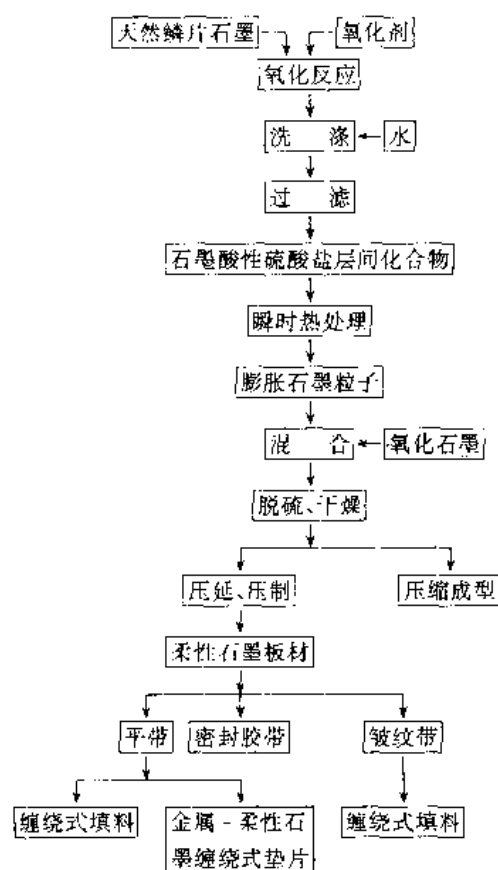 天然鳞片石墨
氧化剂
氧化反应
洗 涤
水
过 滤
石墨酸性硫酸盐层间化合物
瞬时热处理
膨胀石墨粒子
混 合
氧化石墨
脱硫、干燥
压延、压制
压缩成型
柔性石墨板材
平带
密封胶带
皱纹带
缠绕式填料
金属-柔性石
墨缠绕式垫片
缠绕式填料